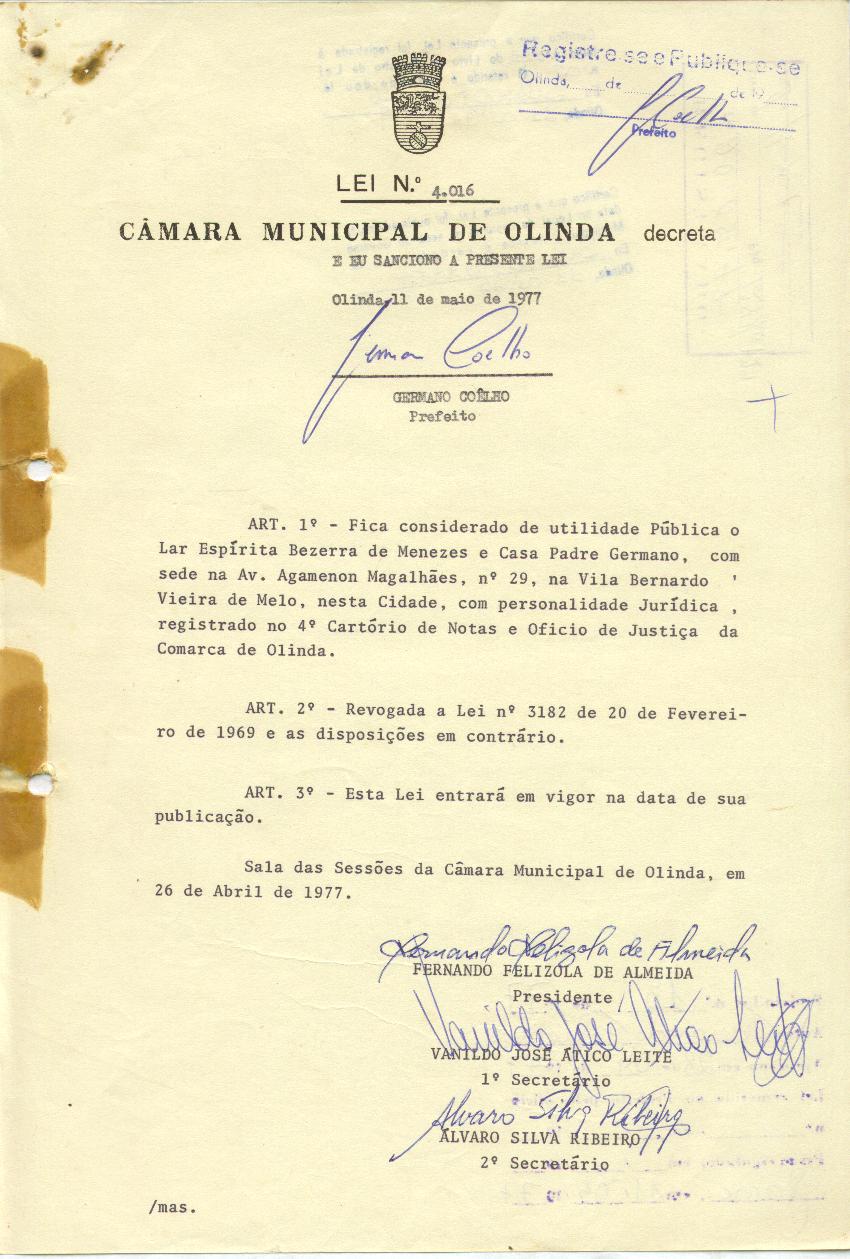 Registre-se e Publique-se
Olinda, de de 19
Coelho
Prefeito
LEI N.º 4.016
CÂMARA MUNICIPAL DE OLINDA decreta
E EU SANCIONO A PRESENTE LEI
Olinda, 11 de maio de 1977
Germano Coelho
GERMANO COÊLHO
Prefeito
ART. 1º - Fica considerado de utilidade Pública o
Lar Espírita Bezerra de Menezes e Casa Padre Germano, com
sede na Av. Agamenon Magalhães, nº 29, na Vila Bernardo '
Vieira de Melo, nesta Cidade, com personalidade Jurídica ,
registrado no 4º Cartório de Notas e Oficio de Justiça da
Comarca de Olinda.
ART. 2º - Revogada a Lei nº 3182 de 20 de Feverei-
ro de 1969 e as disposições em contrário.
ART. 3º - Esta Lei entrará em vigor na data de sua
publicação.
Sala das Sessões da Câmara Municipal de Olinda, em
26 de Abril de 1977.
Fernando Felizola de Almeida
FERNANDO FELIZOLA DE ALMEIDA
Presidente
Vanildo José Ático Leite
VANILDO JOSÉ ÁTICO LEITE
1º Secretário
Alvaro Silva Ribeiro
ÁLVARO SILVA RIBEIRO
2º Secretário
/mas.